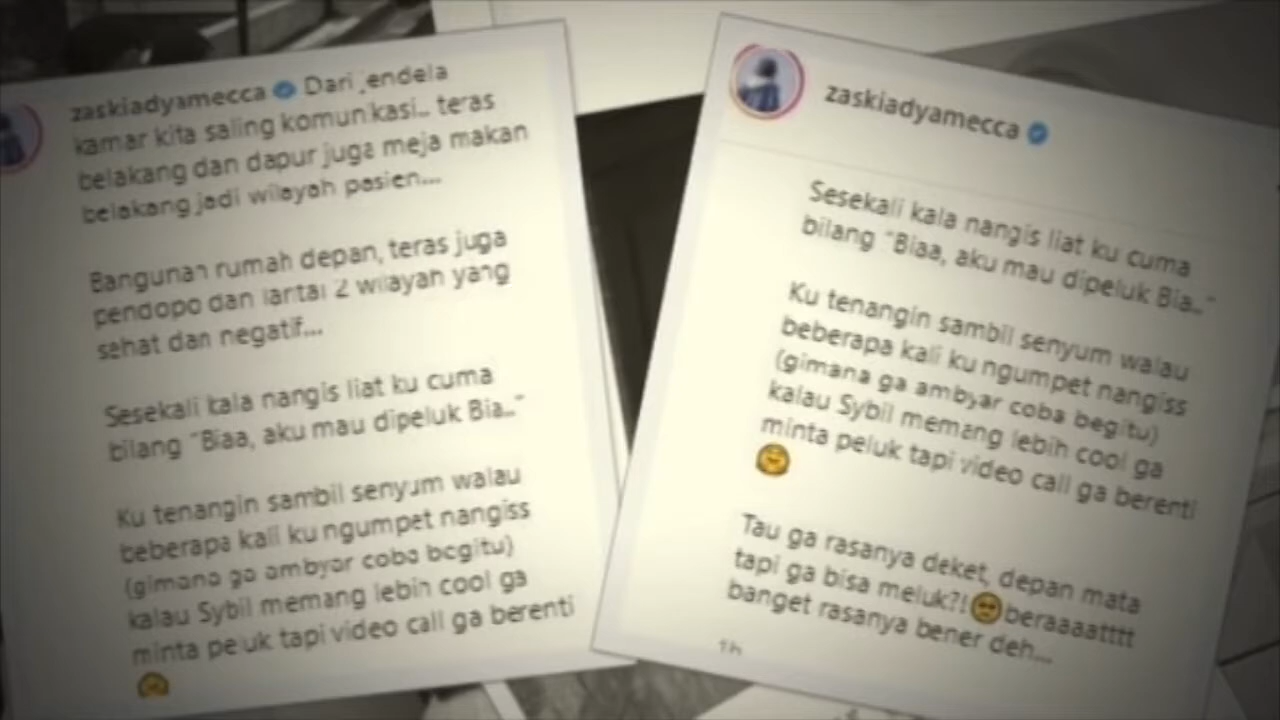 zaskiadyamecca Dari jendela
kamar kita saling komunikasi.. teras
belakang dan dapur juga meja makan
belakang jadi wilayah pasien...
Bangunan rumah depan, teras juga
pendopo dan lantai 2 wilayah yang
sehat dan negatif...
Sesekali kala nangis liat ku cuma
bilang "Biaa, aku mau dipeluk Bia.."
Ku tenangin sambil senyum walau
beberapa kali ku ngumpet nangiss
(gimana ga ambyar coba begitu)
kalau Sybil memang lebih cool ga
minta peluk tapi video call ga berenti
🥲
zaskiadyamecca
Sesekali kala nangis liat ku cuma
bilang "Biaa, aku mau dipeluk Bia.."
Ku tenangin sambil senyum walau
beberapa kali ku ngumpet nangiss
(gimana ga ambyar coba begitu)
kalau Sybil memang lebih cool ga
minta peluk tapi video call ga berenti
Tau ga rasanya deket, depan mata
tapi ga bisa meluk?!🥺beraaaatttt
banget rasanya bener deh...
1h